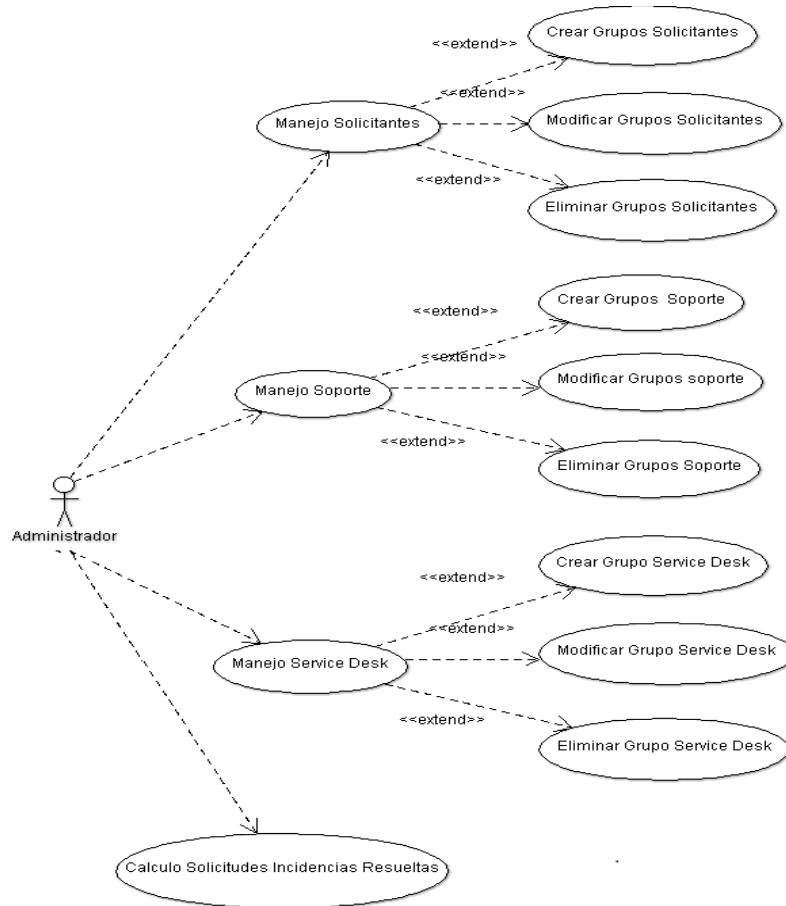 Crear Grupos Solicitantes
<<extend>>
<<extend>>
Manejo Solicitantes
Modificar Grupos Solicitantes
<<extend>>
Eliminar Grupos Solicitantes
Crear Grupos Soporte
<<extend>>
<<extend>>
Manejo Soporte
Modificar Grupos soporte
<<extend>>
Eliminar Grupos Soporte
Administrador
Crear Grupo Service Desk
<<extend>>
<<extend>>
Manejo Service Desk
Modificar Grupo Service Desk
<<extend>>
Eliminar Grupo Service Desk
Calculo Solicitudes Incidencias Resueltas